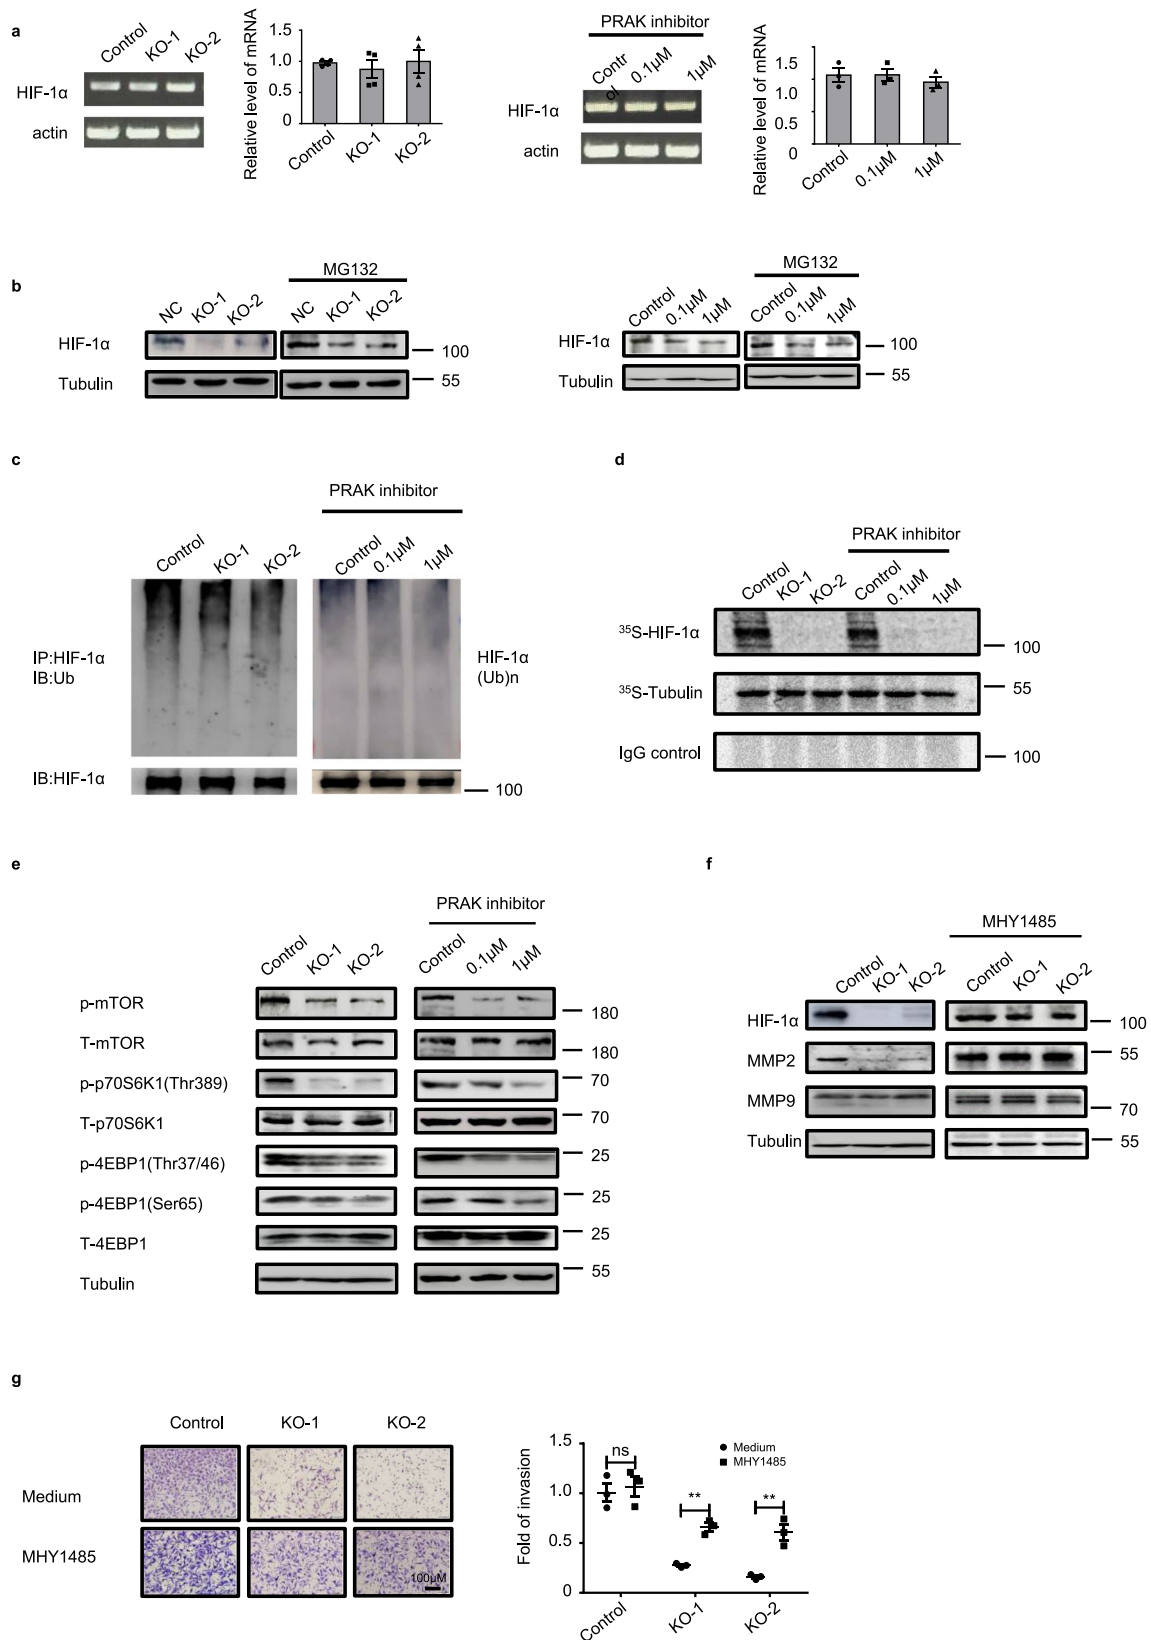 a
Control
KO-1
KO-2
HIF-1α
actin
Relative level of mRNA
1.5
1.0
0.5
0
Control
KO-1
KO-2
PRAK inhibitor
Contr
ol
0.1μM
1μM
HIF-1α
actin
Relative level of mRNA
1.5
1.0
1.5
0
Control
0.1μM
1μM
b
NC
KO-1
KO-2
MG132
NC
KO-1
KO-2
HIF-1α
100
Tubulin
55
Control
0.1μM
1μM
MG132
Control
0.1μM
1μM
HIF-1α
100
Tubulin
55
c
Control
KO-1
KO-2
PRAK inhibitor
Control
0.1μM
1μM
IP:HIF-1α
IB:Ub
HIF-1α
(Ub)n
IB:HIF-1α
100
d
PRAK inhibitor
Control
KO-1
KO-2
Control
0.1μM
1μM
³⁵S-HIF-1α
100
³⁵S-Tubulin
55
IgG control
100
e
PRAK inhibitor
Control
KO-1
KO-2
Control
0.1μM
1μM
p-mTOR
180
T-mTOR
180
p-p70S6K1(Thr389)
70
T-p70S6K1
70
p-4EBP1(Thr37/46)
25
p-4EBP1(Ser65)
25
T-4EBP1
25
Tubulin
55
f
MHY1485
Control
KO-1
KO-2
Control
KO-1
KO-2
HIF-1α
100
MMP2
55
MMP9
70
Tubulin
55
g
Control
KO-1
KO-2
Medium
MHY1485
100μM
Fold of invasion
1.5
1.0
0.5
0
ns
**
**
Medium
MHY1485
Control
KO-1
KO-2